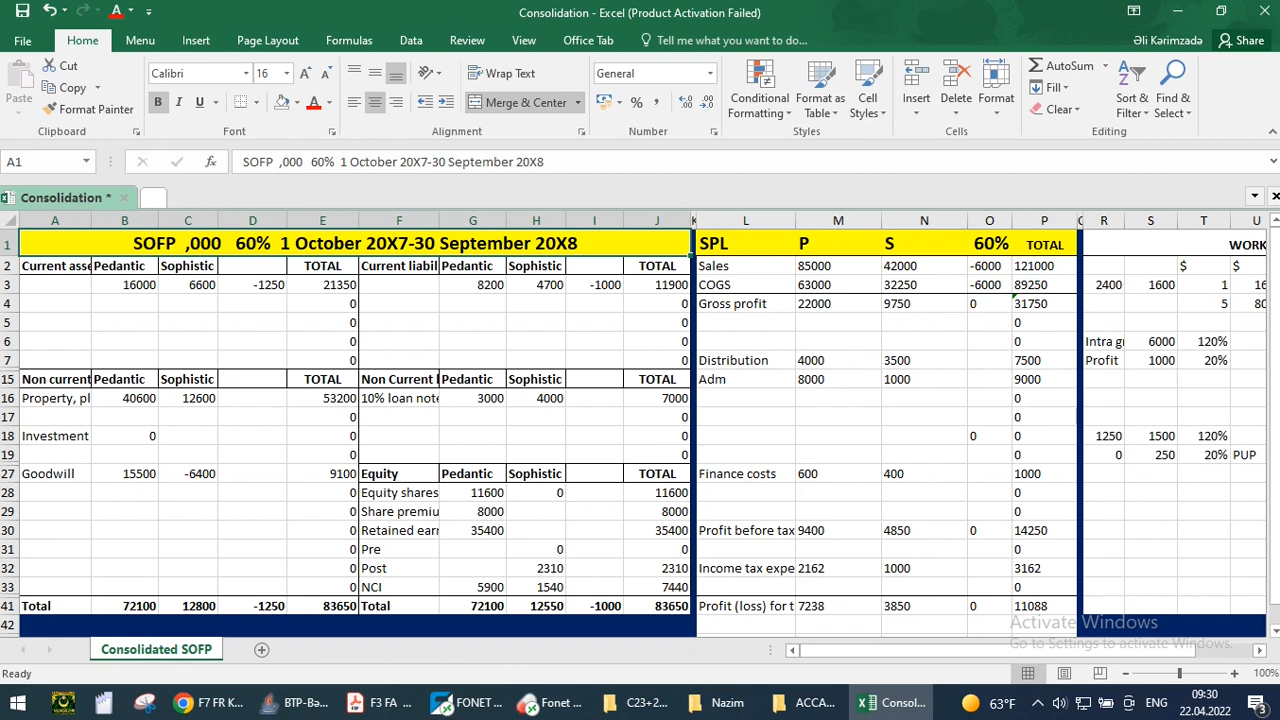 Consolidation - Excel (Product Activation Failed)
File Home Menu Insert Page Layout Formulas Data Review View Office Tab Tell me what you want to do... Əli Kərimzadə Share
Cut
Copy
Format Painter
Paste
Calibri 16
Wrap Text
Merge & Center
General
Conditional Formatting Format as Table Cell Styles
Insert Delete Format
AutoSum
Fill
Clear
Sort & Filter Find & Select
Clipboard Font Alignment Number Styles Cells Editing
A1 SOFP ,000 60% 1 October 20X7-30 September 20X8
Consolidation *
A B C D E F G H I J K L M N O P R S T U
1 SOFP ,000 60% 1 October 20X7-30 September 20X8 SPL P S 60% TOTAL WORK
2 Current asse Pedantic Sophistic TOTAL Current liabil Pedantic Sophistic TOTAL Sales 85000 42000 -6000 121000 $ $
3 16000 6600 -1250 21350 8200 4700 -1000 11900 COGS 63000 32250 -6000 89250 2400 1600 1 16
4 0 0 Gross profit 22000 9750 0 31750 5 80
5 0 0 0
6 0 0 0 Intra g 6000 120%
7 0 0 Distribution 4000 3500 7500 Profit 1000 20%
15 Non current Pedantic Sophistic TOTAL Non Current l Pedantic Sophistic TOTAL Adm 8000 1000 9000
16 Property, pl 40600 12600 53200 10% loan note 3000 4000 7000 0
17 0 0 0
18 Investment 0 0 0 0 0 1250 1500 120%
19 0 0 0 0 250 20% PUP
27 Goodwill 15500 -6400 9100 Equity Pedantic Sophistic TOTAL Finance costs 600 400 1000
28 0 Equity shares 11600 0 11600 0
29 0 Share premiu 8000 8000 0
30 0 Retained earn 35400 35400 Profit before tax 9400 4850 0 14250
31 0 Pre 0 0 0
32 0 Post 2310 2310 Income tax expe 2162 1000 3162
33 0 NCI 5900 1540 7440 0
41 Total 72100 12800 -1250 83650 Total 72100 12550 -1000 83650 Profit (loss) for t 7238 3850 0 11088
42
Activate Windows
Go to Settings to activate Windows.
Consolidated SOFP
Ready 100%
F7 FR K... BTP-Bə... F3 FA ... FONET ... Fonet ... C23+2... Nazim ACCA... Consol... 63°F ENG 09:30
22.04.2022 3